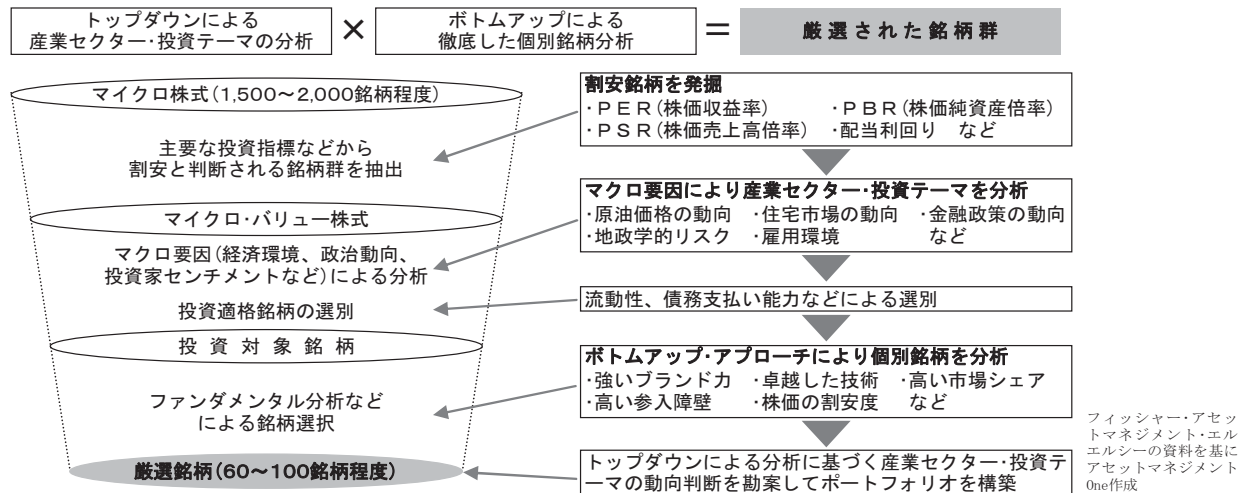 トップダウンによる
産業セクター・投資テーマの分析
×
ボトムアップによる
徹底した個別銘柄分析
=
厳選された銘柄群
マイクロ株式(1,500～2,000銘柄程度)
主要な投資指標などから
割安と判断される銘柄群を抽出
マイクロ・バリュー株式
マクロ要因(経済環境、政治動向、
投資家センチメントなど)による分析
投資適格銘柄の選別
投資対象銘柄
ファンダメンタル分析など
による銘柄選択
厳選銘柄(60～100銘柄程度)
割安銘柄を発掘
・PER(株価収益率) ・PBR(株価純資産倍率)
・PSR(株価売上高倍率) ・配当利回り など
マクロ要因により産業セクター・投資テーマを分析
・原油価格の動向 ・住宅市場の動向 ・金融政策の動向
・地政学的リスク ・雇用環境 など
流動性、債務支払い能力などによる選別
ボトムアップ・アプローチにより個別銘柄を分析
・強いブランド力 ・卓越した技術 ・高い市場シェア
・高い参入障壁 ・株価の割安度 など
トップダウンによる分析に基づく産業セクター・投資テ
ーマの動向判断を勘案してポートフォリオを構築
フィッシャー・アセッ
トマネジメント・エル
エルシーの資料を基に
アセットマネジメント
One作成